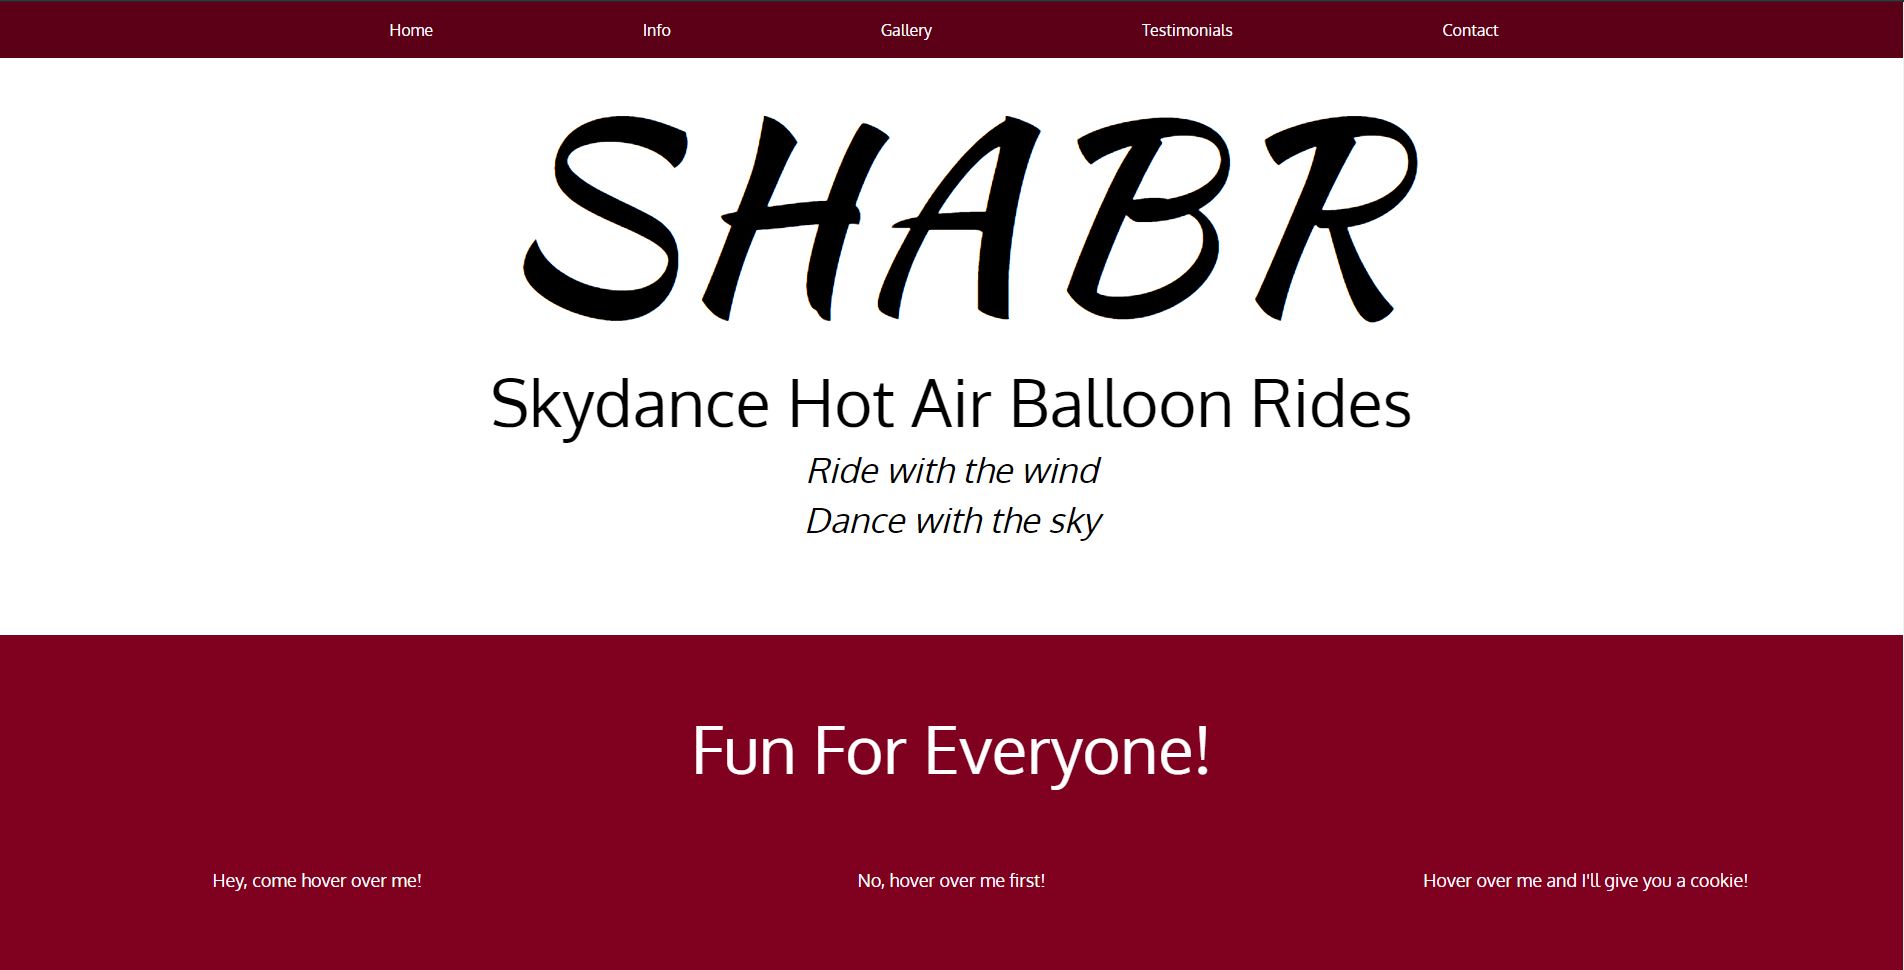 Home Info Gallery Testimonials Contact
SHABR
Skydance Hot Air Balloon Rides
Ride with the wind
Dance with the sky
Fun For Everyone!
Hey, come hover over me! No, hover over me first! Hover over me and I'll give you a cookie!